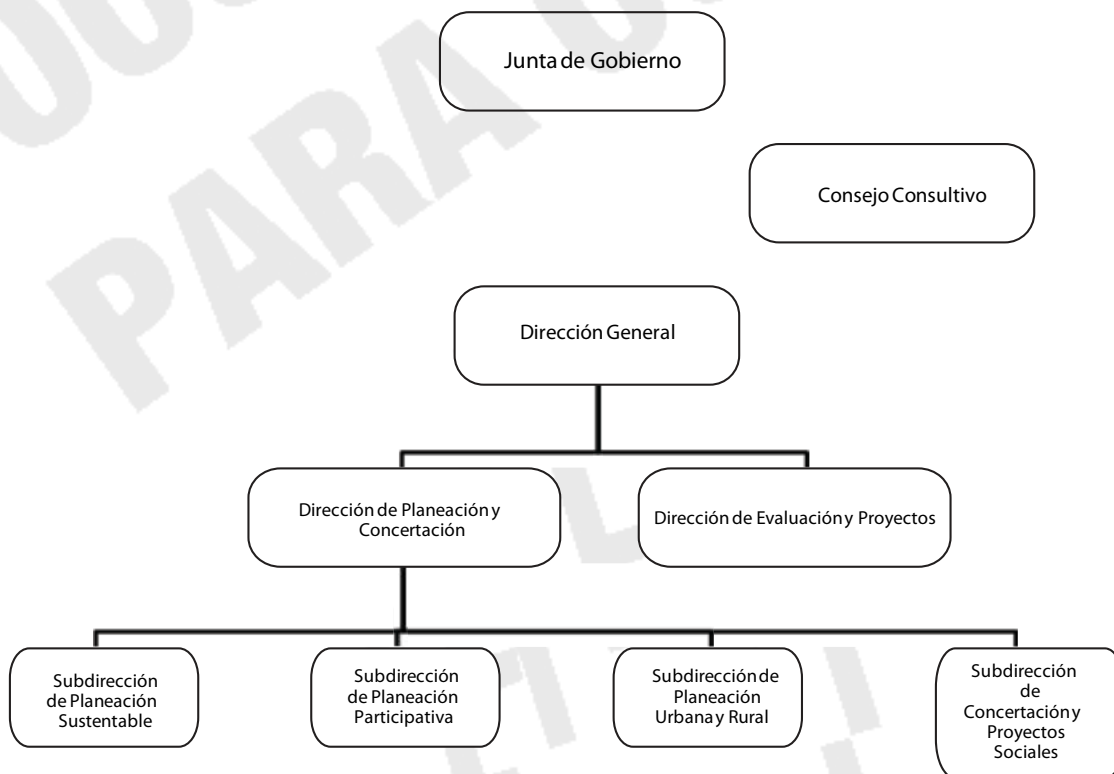 Junta de Gobierno
Consejo Consultivo
Dirección General
Dirección de Planeación y
Concertación
Dirección de Evaluación y Proyectos
Subdirección
de Planeación
Sustentable
Subdirección
de Planeación
Participativa
Subdirección de
Planeación
Urbana y Rural
Subdirección
de
Concertación y
Proyectos
Sociales
PARA